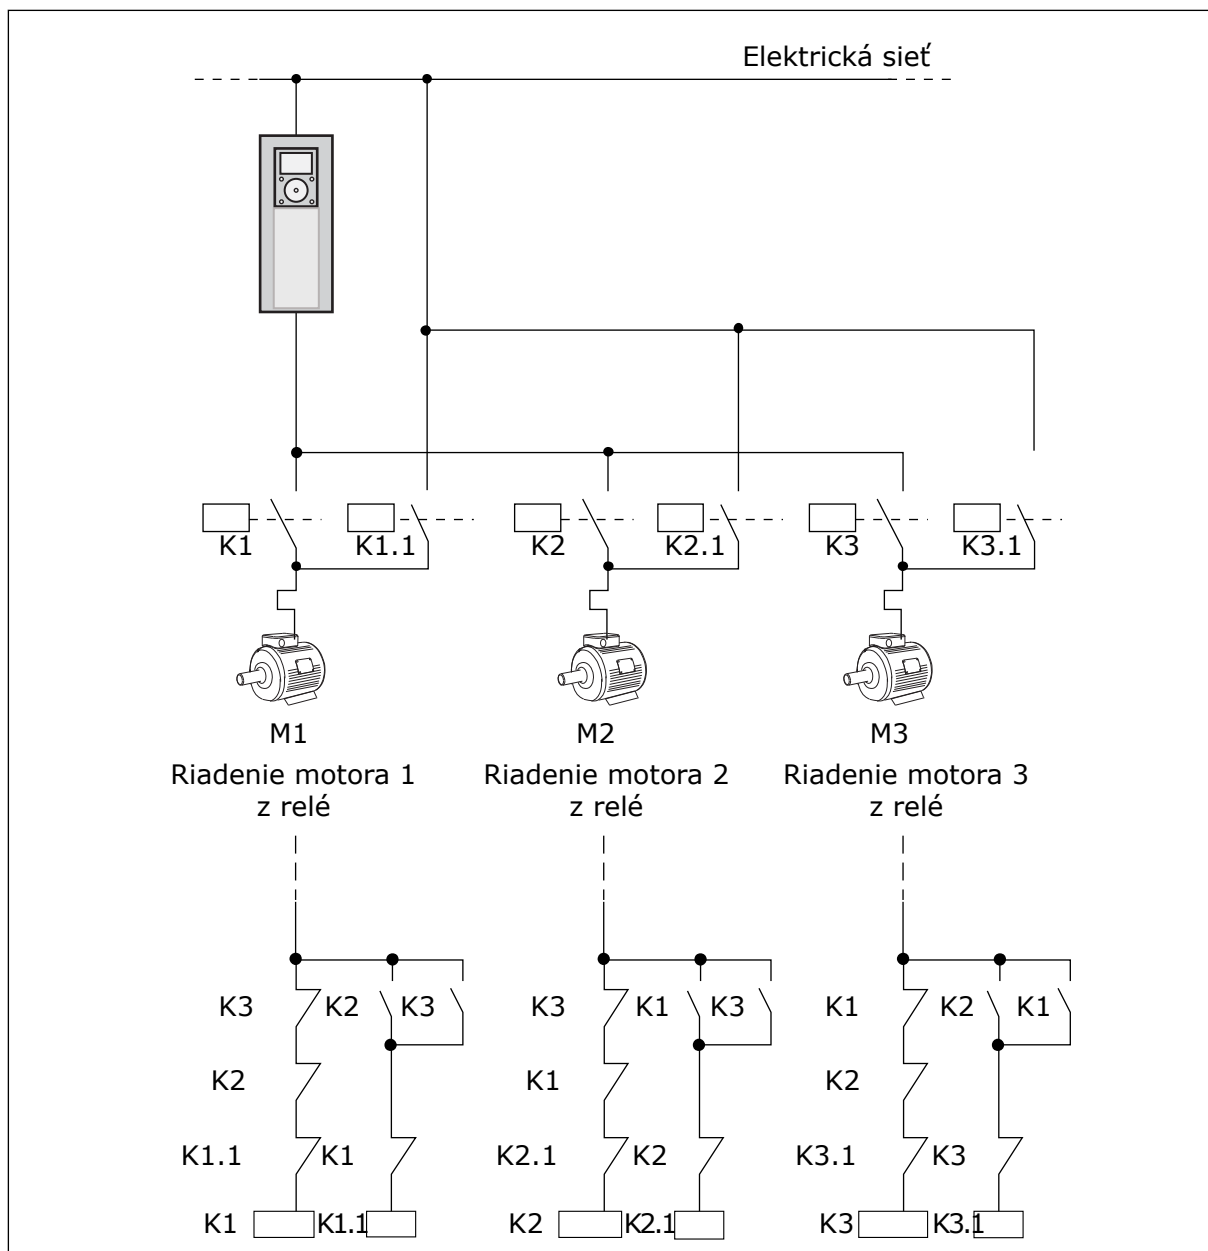 Elektrická sieť
K1 K1.1 K2 K2.1 K3 K3.1
M1 M2 M3
Riadenie motora 1 Riadenie motora 2 Riadenie motora 3
z relé z relé z relé
K3 K2 K3 K3 K1 K3 K1 K2 K1
K2 K1 K2
K1.1 K1 K2.1 K2 K3.1 K3
K1 K1.1 K2 K2.1 K3 K3.1